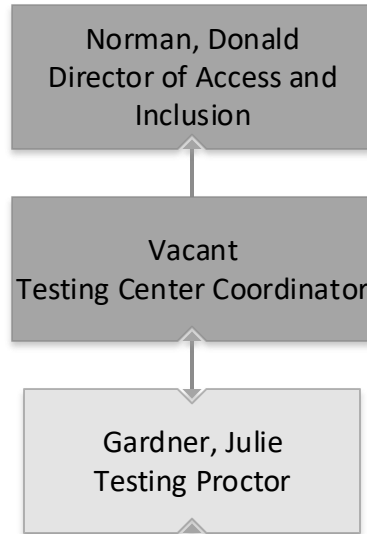 Norman, Donald
Director of Access and
Inclusion
Vacant
Testing Center Coordinator
Gardner, Julie
Testing Proctor